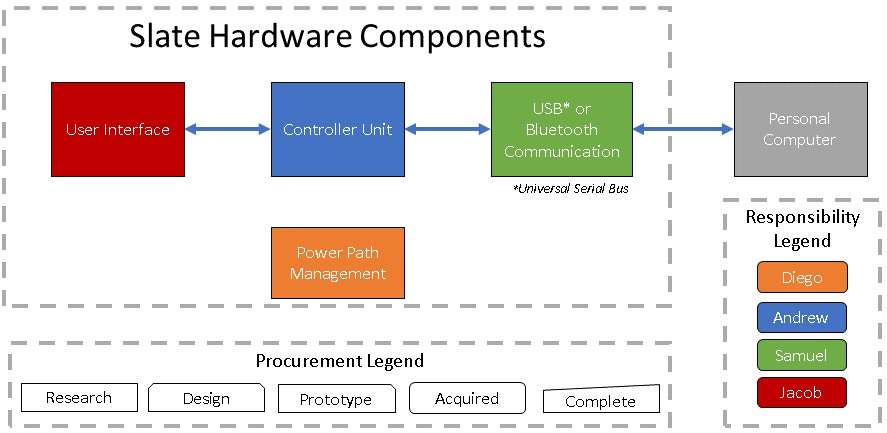 Slate Hardware Components
User Interface
Controller Unit
USB* or
Bluetooth
Communication
Personal
Computer
*Universal Serial Bus
Power Path
Management
Responsibility
Legend
Diego
Andrew
Samuel
Jacob
Procurement Legend
Research
Design
Prototype
Acquired
Complete